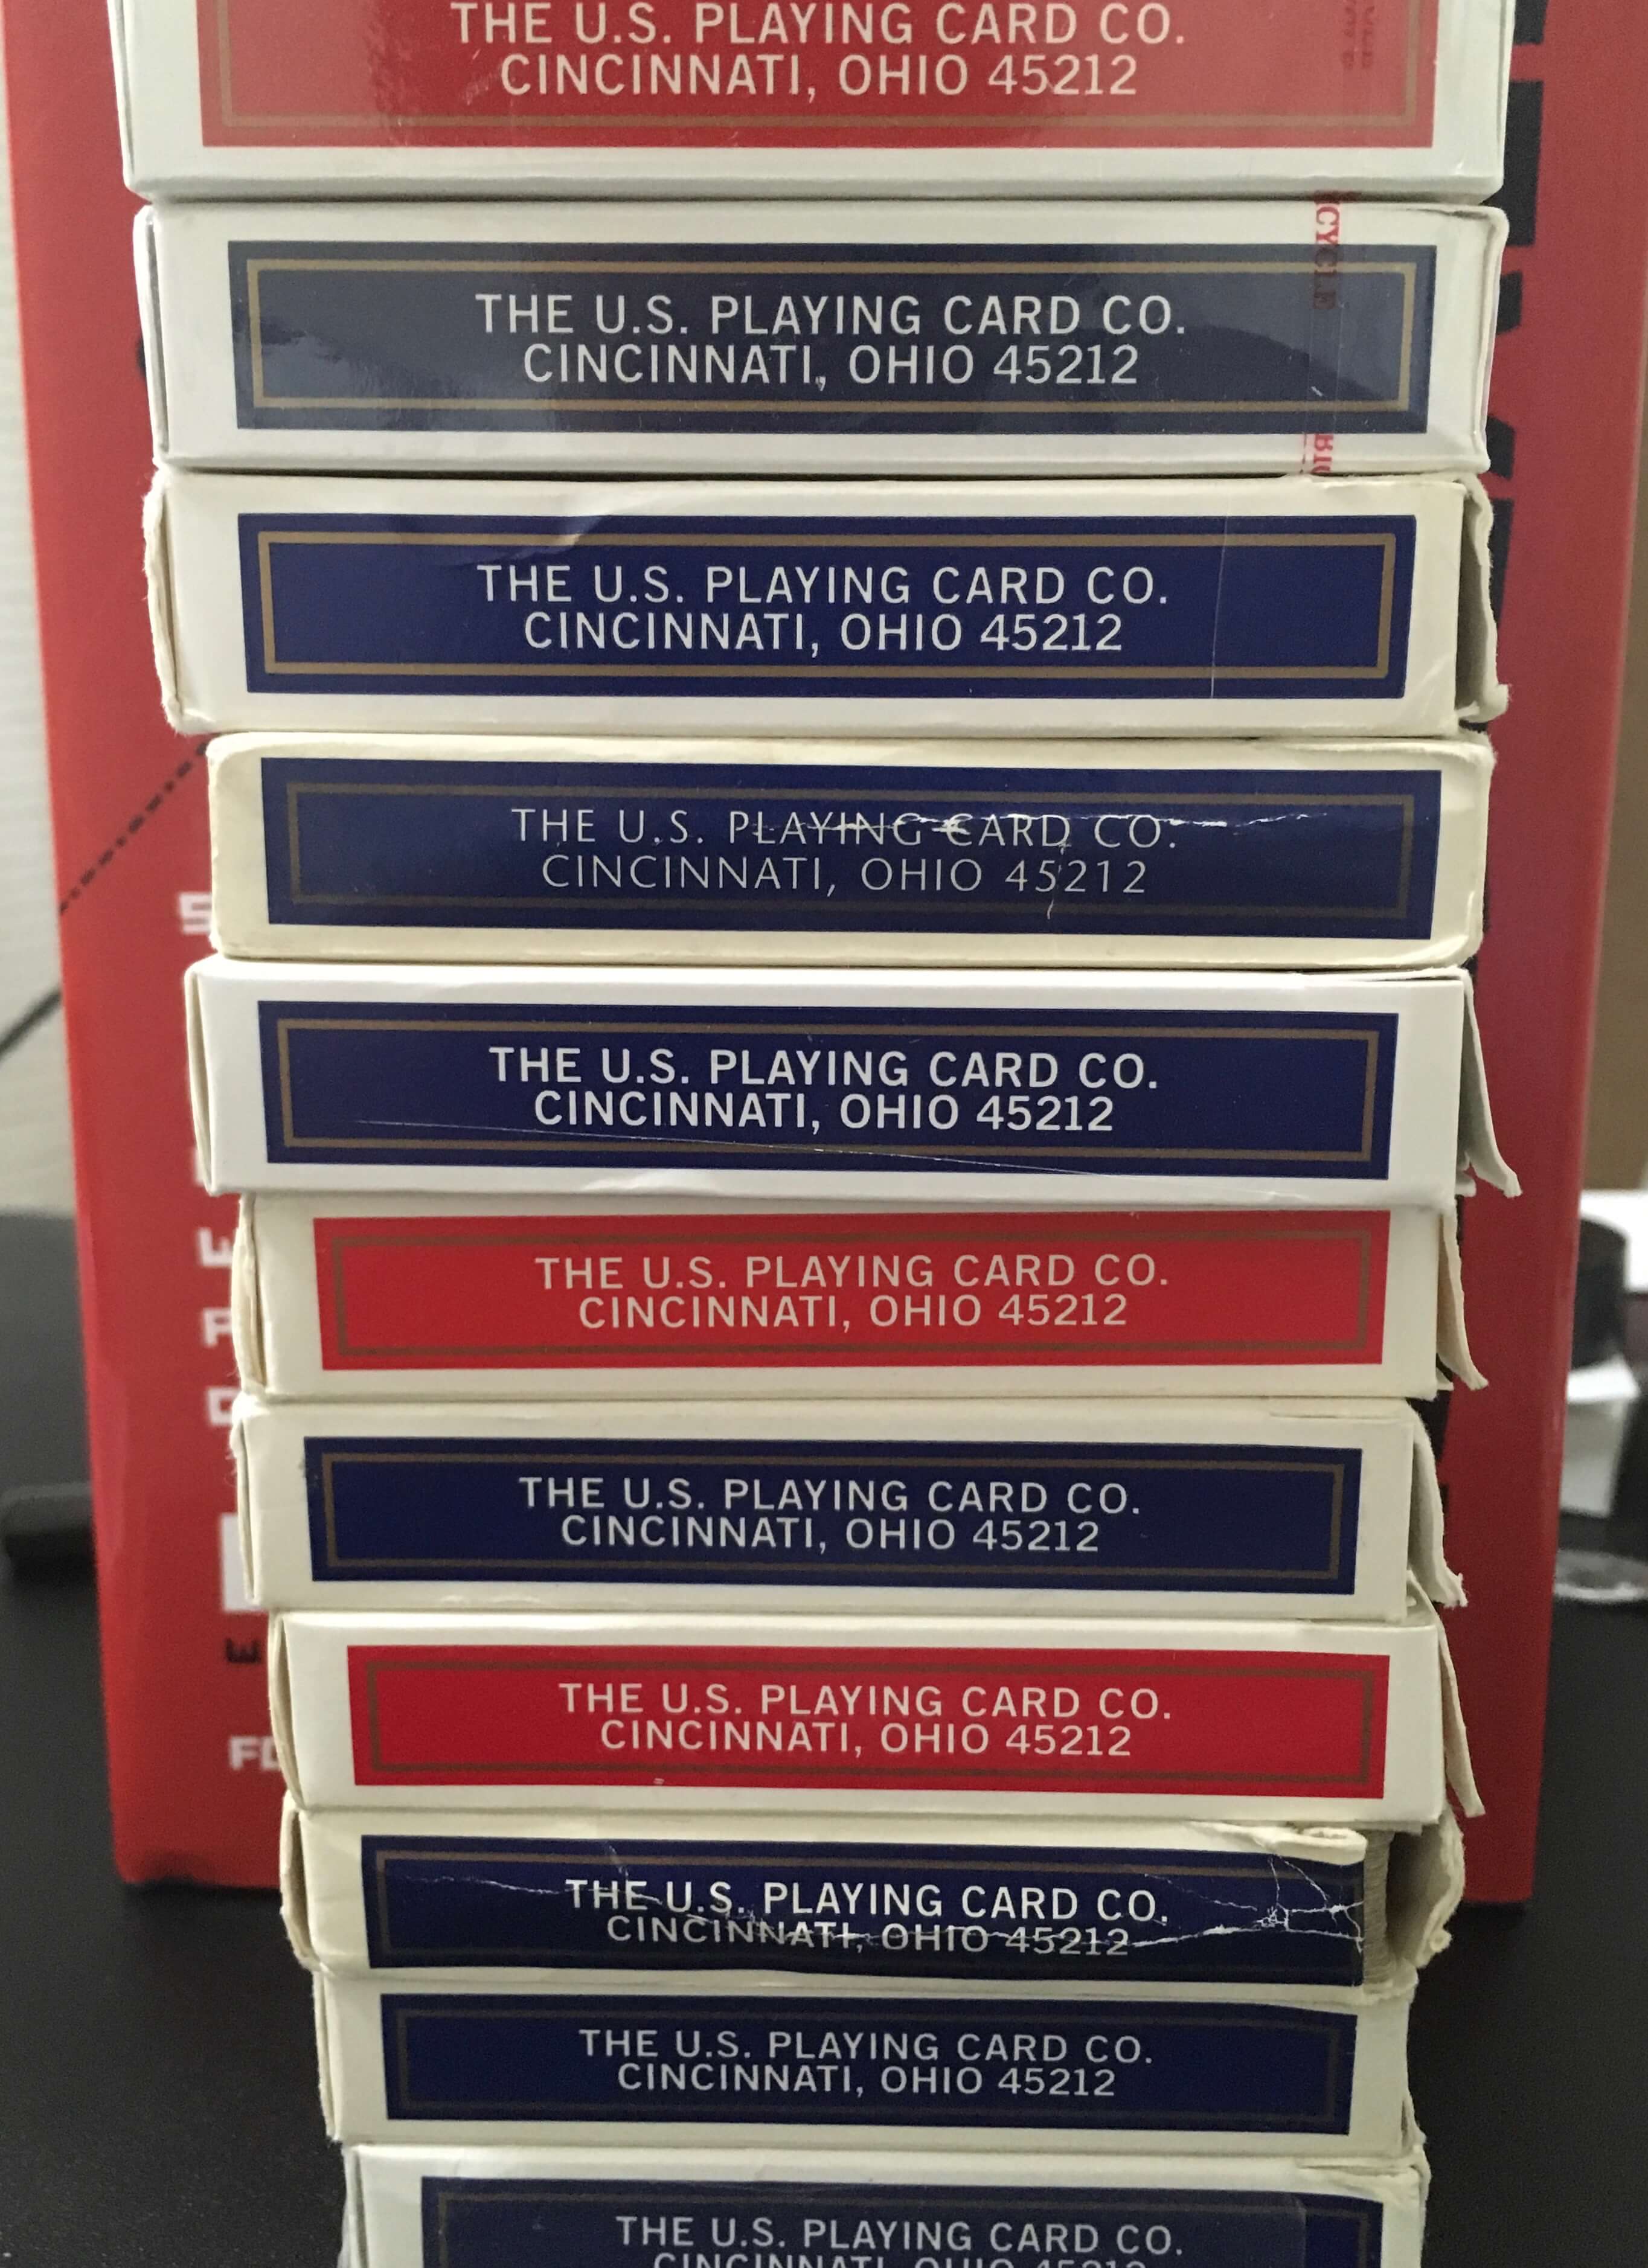 THE U.S. PLAYING CARD CO.
CINCINNATI, OHIO 45212
THE U.S. PLAYING CARD CO.
CINCINNATI, OHIO 45212
THE U.S. PLAYING CARD CO.
CINCINNATI, OHIO 45212
THE U.S. PLAYING CARD CO.
CINCINNATI, OHIO 45212
THE U.S. PLAYING CARD CO.
CINCINNATI, OHIO 45212
THE U.S. PLAYING CARD CO.
CINCINNATI, OHIO 45212
THE U.S. PLAYING CARD CO.
CINCINNATI, OHIO 45212
THE U.S. PLAYING CARD CO.
CINCINNATI, OHIO 45212
THE U.S. PLAYING CARD CO.
CINCINNATI, OHIO 45212
THE U.S. PLAYING CARD CO.
CINCINNATI, OHIO 45212
THE U.S. PLAYING CARD CO.
CINCINNATI, OHIO 45212